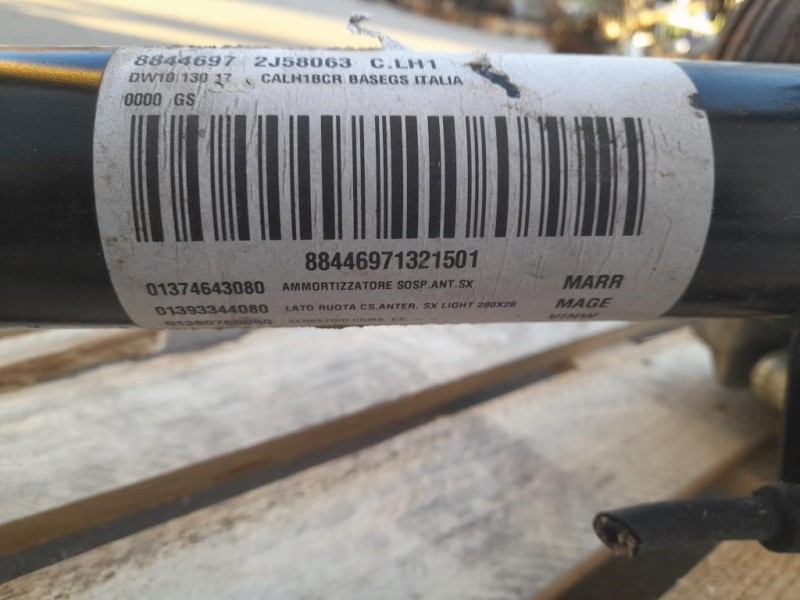 8844697 2J58063 C.LH1
DW10 130 17 CALH1BCR BASEGS ITALIA
0000 GS
88446971321501
01374643080 AMMORTIZZATORE SOSP.ANT.SX MARR
01393344080 LATO RUOTA CS.ANTER. SX LIGHT 280X28 MAGE